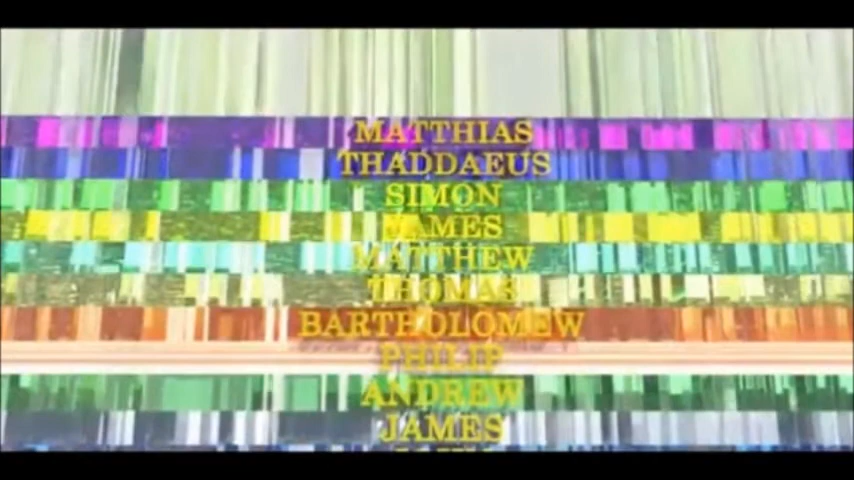 MATTHIAS
THADDAEUS
SIMON
JAMES
MATTHEW
THOMAS
BARTHOLOMEW
PHILIP
ANDREW
JAMES